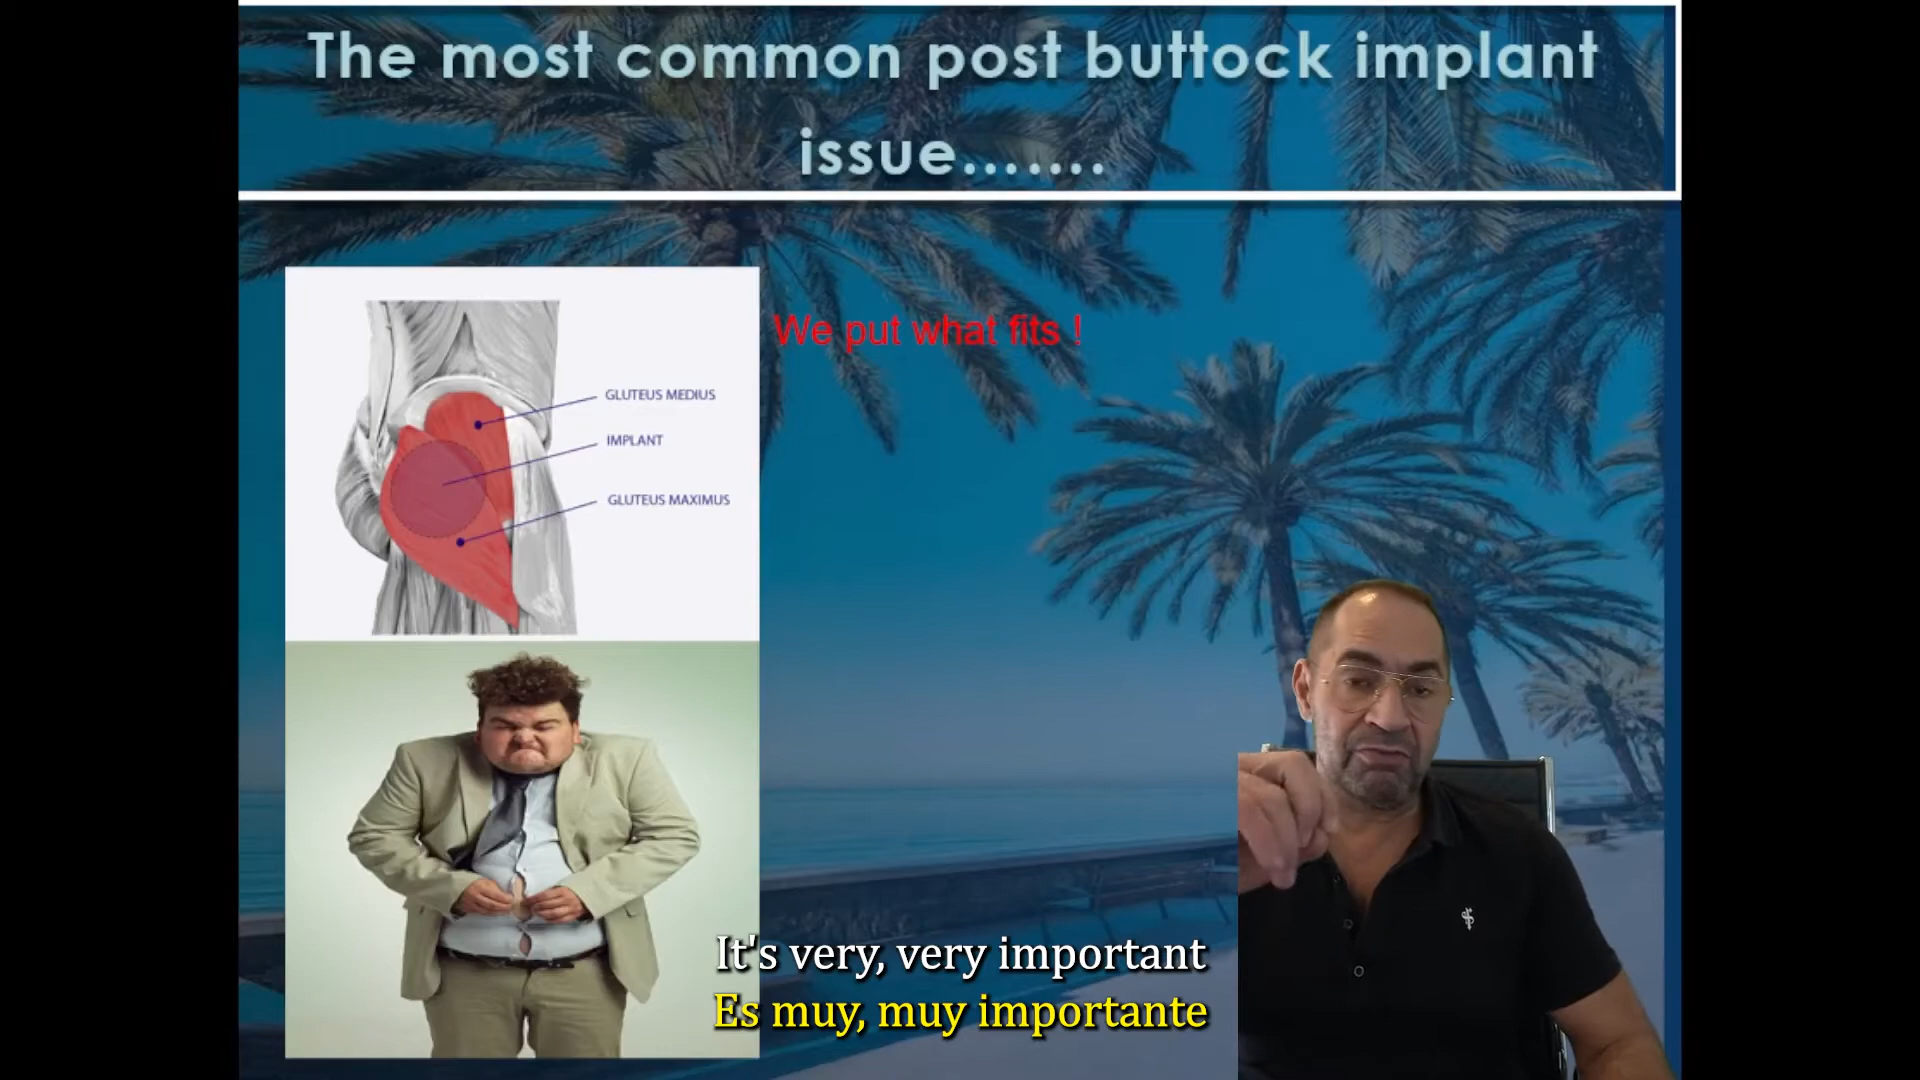 The most common post buttock implant
issue.......
We put what fits !
GLUTEUS MEDIUS
IMPLANT
GLUTEUS MAXIMUS
It's very, very important
Es muy, muy importante